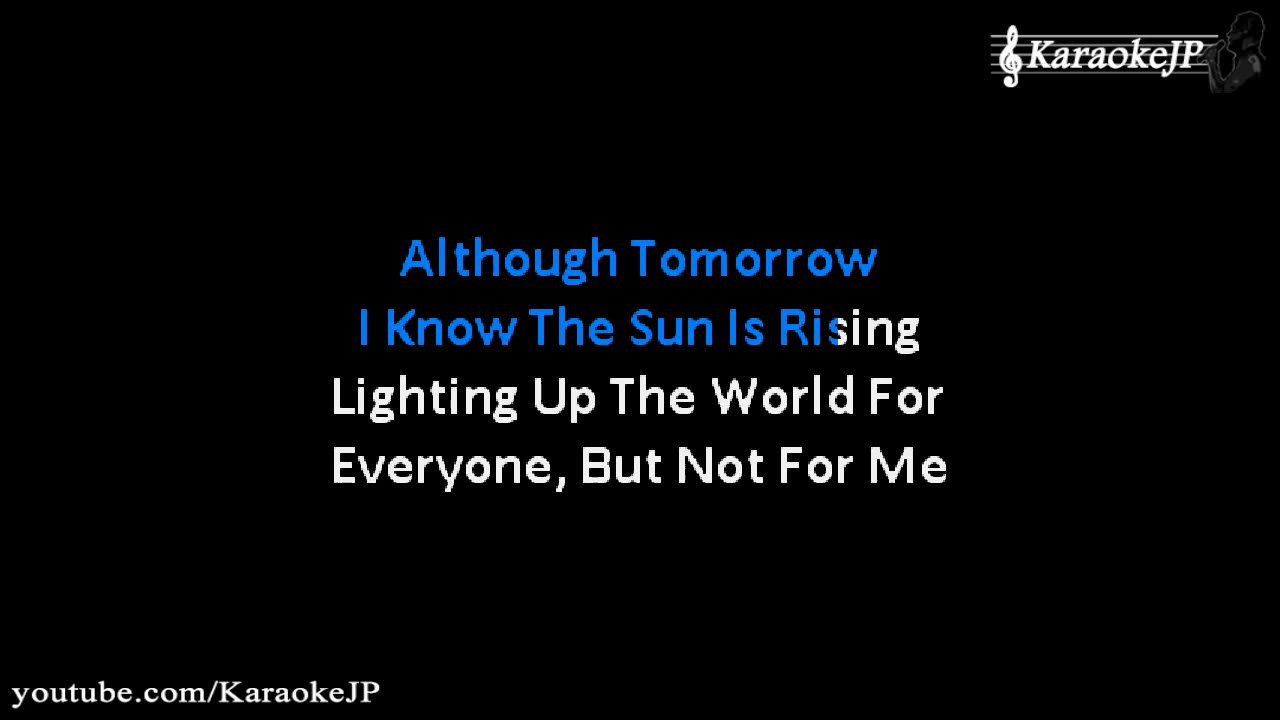 KaraokeJP
Although Tomorrow
I Know The Sun Is Rising
Lighting Up The World For
Everyone, But Not For Me
youtube.com/KaraokeJP